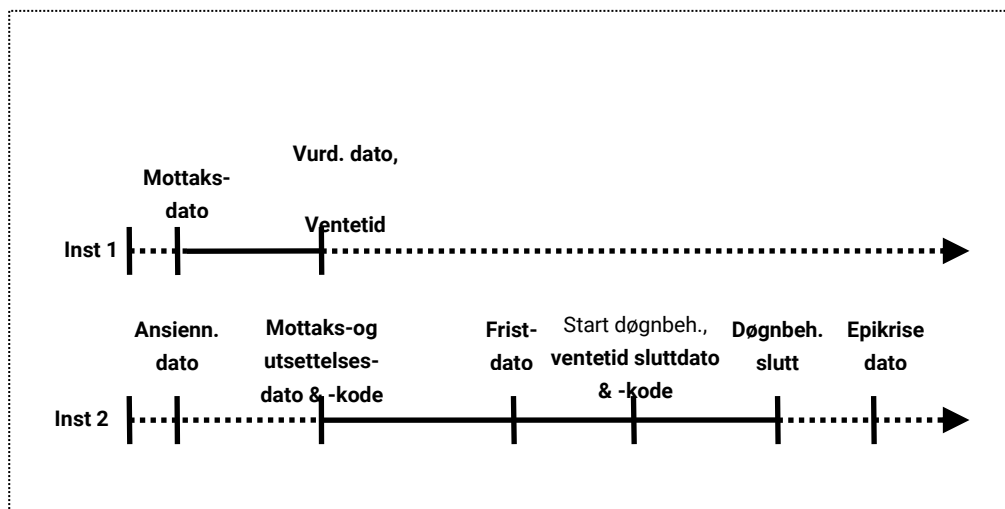 Vurd. dato,
Mottaks-
dato
Ventetid
Inst 1
Ansienn.
dato
Mottaks-og
utsettelses-
dato & -kode
Frist-
dato
Start døgnbeh.,
ventetid sluttdato
& -kode
Døgnbeh.
slutt
Epikrise
dato
Inst 2